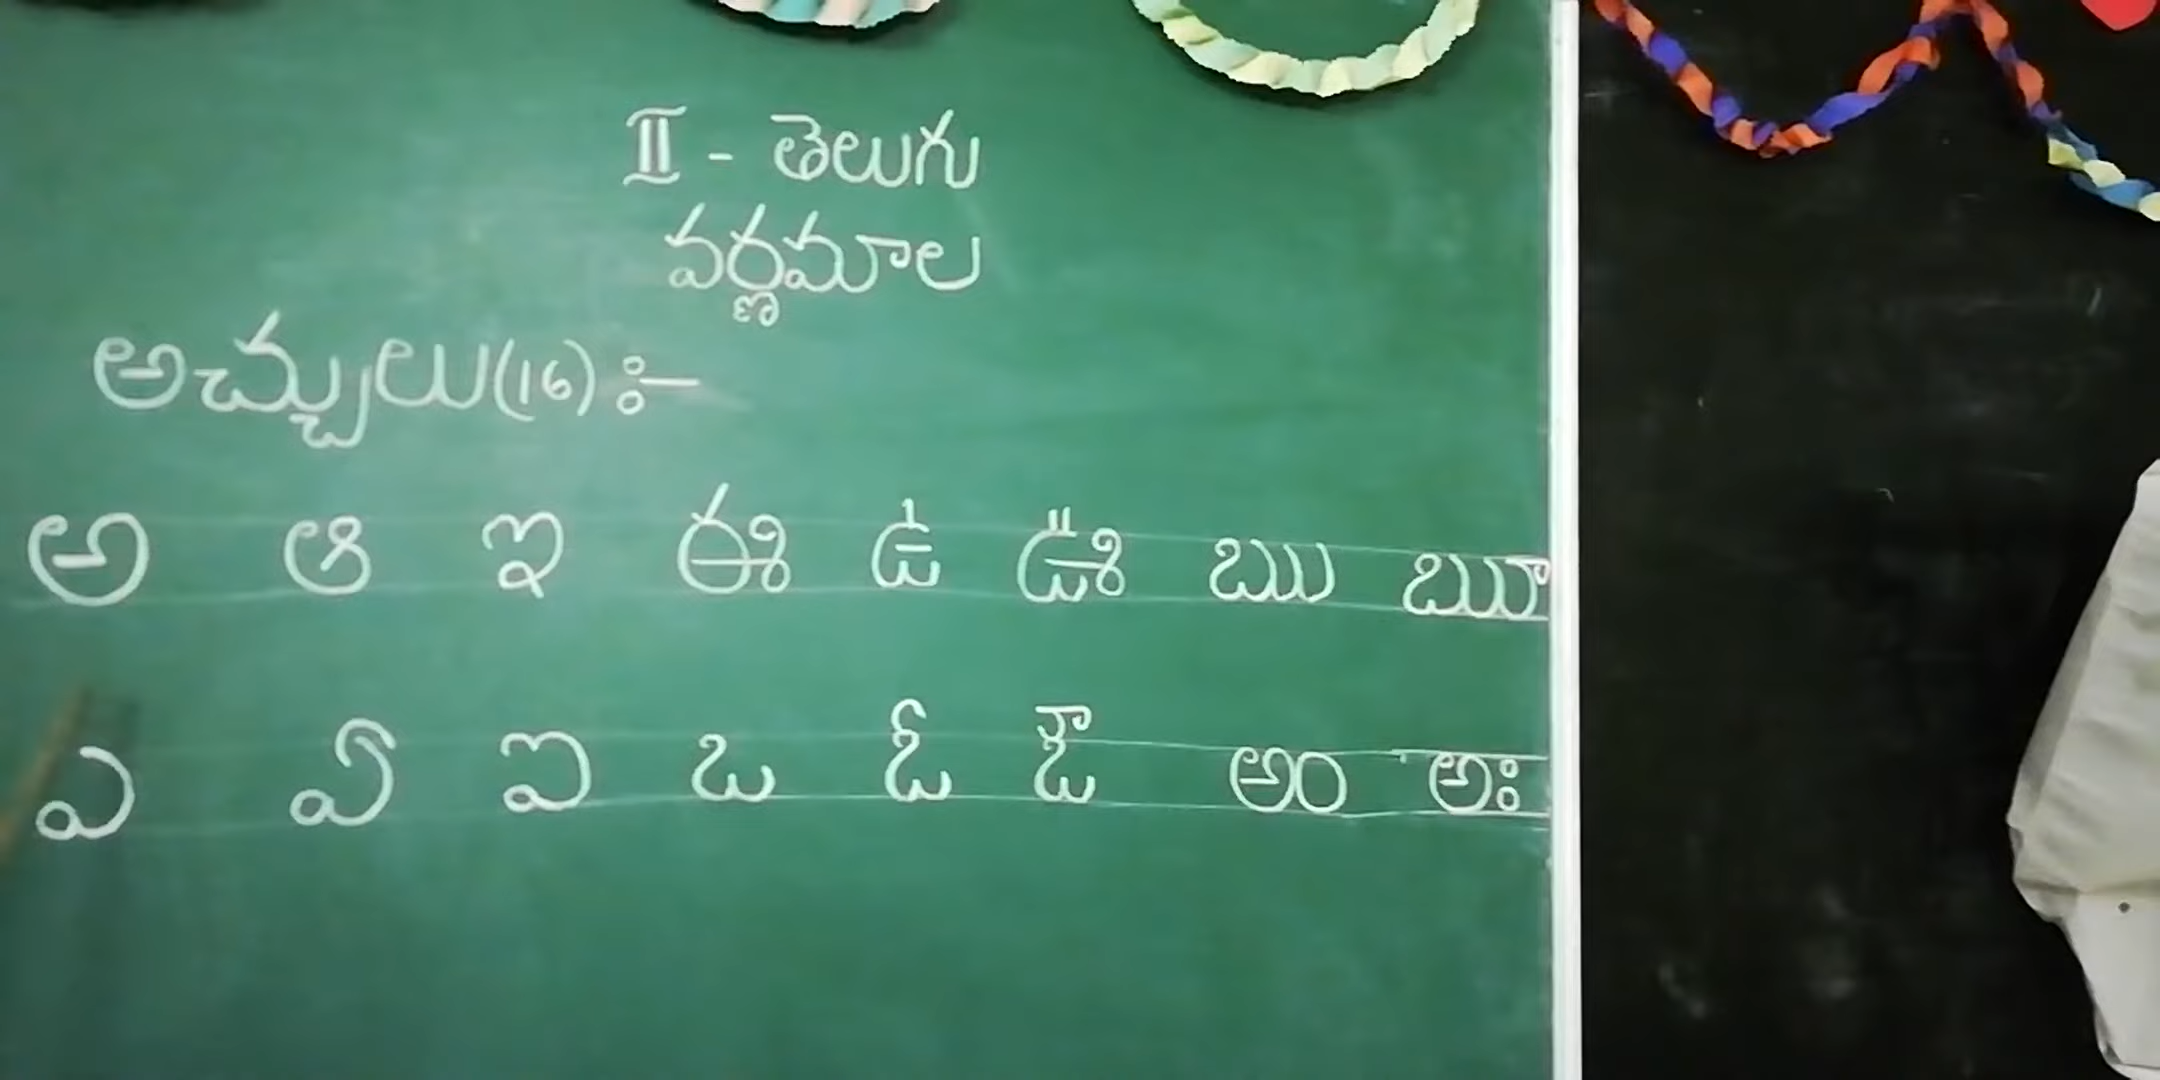 II - తెలుగు
వర్ణమాల
అచ్చులు(16):-
అ ఆ ఇ ఈ ఉ ఊ ఋ ౠ
ఎ ఏ ఐ ఒ ఓ ఔ అం అః